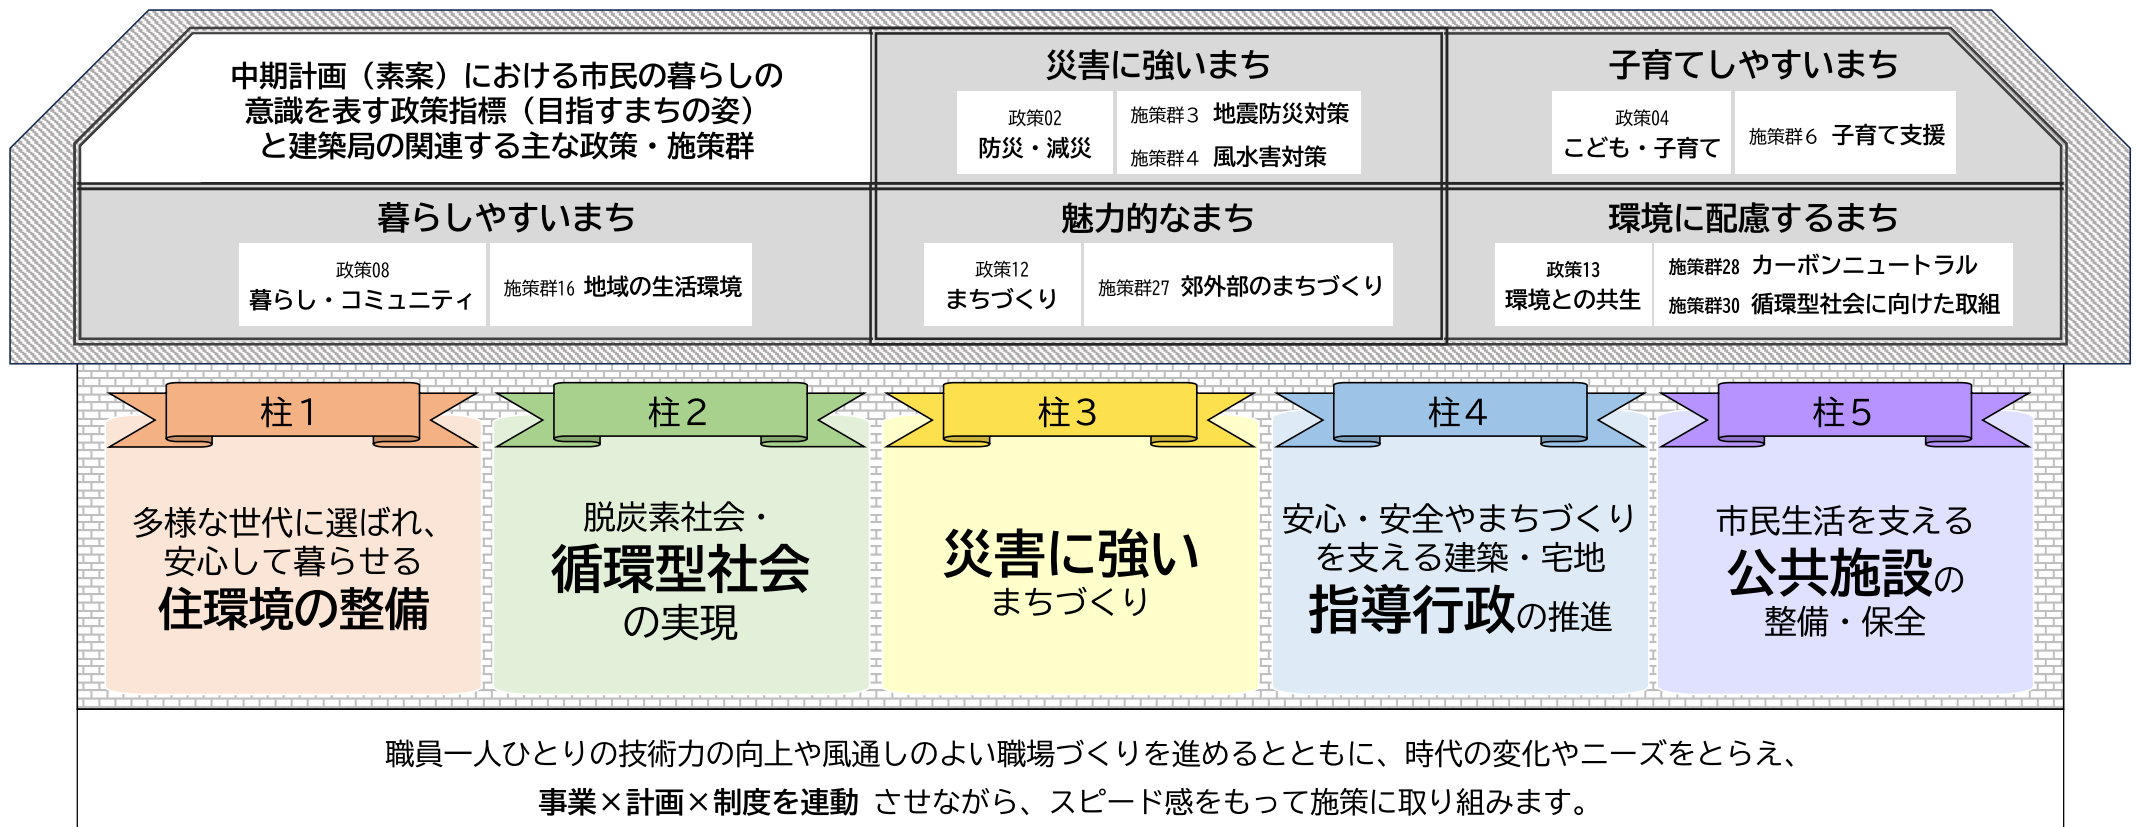 中期計画（素案）における市民の暮らしの
意識を表す政策指標（目指すまちの姿）
と建築局の関連する主な政策・施策群
災害に強いまち
政策02
防災・減災
施策群３ 地震防災対策
施策群４ 風水害対策
子育てしやすいまち
政策04
こども・子育て
施策群６ 子育て支援
暮らしやすいまち
政策08
暮らし・コミュニティ
施策群16 地域の生活環境
魅力的なまち
政策12
まちづくり
施策群27 郊外部のまちづくり
環境に配慮するまち
政策13
環境との共生
施策群28 カーボンニュートラル
施策群30 循環型社会に向けた取組
柱１
多様な世代に選ばれ、
安心して暮らせる
住環境の整備
柱２
脱炭素社会・
循環型社会
の実現
柱３
災害に強い
まちづくり
柱４
安心・安全やまちづくり
を支える建築・宅地
指導行政の推進
柱５
市民生活を支える
公共施設の
整備・保全
職員一人ひとりの技術力の向上や風通しのよい職場づくりを進めるとともに、時代の変化やニーズをとらえ、
事業×計画×制度を連動 させながら、スピード感をもって施策に取り組みます。